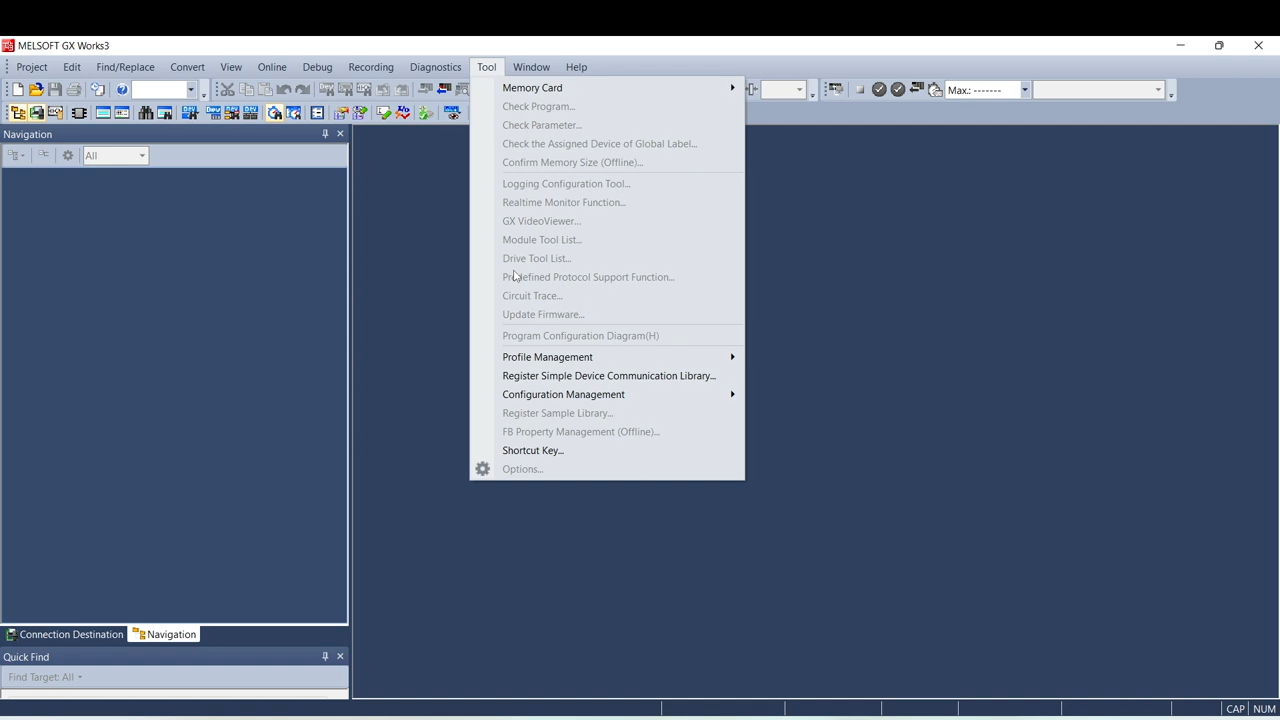 MELSOFT GX Works3
Project Edit Find/Replace Convert View Online Debug Recording Diagnostics Tool Window Help
Max.: -------
Navigation
All
Memory Card
Check Program...
Check Parameter...
Check the Assigned Device of Global Label...
Confirm Memory Size (Offline)...
Logging Configuration Tool...
Realtime Monitor Function...
GX VideoViewer...
Module Tool List...
Drive Tool List...
Predefined Protocol Support Function...
Circuit Trace...
Update Firmware...
Program Configuration Diagram(H)
Profile Management
Register Simple Device Communication Library...
Configuration Management
Register Sample Library...
FB Property Management (Offline)...
Shortcut Key...
Options...
Connection Destination Navigation
Quick Find
Find Target: All
CAP NUM